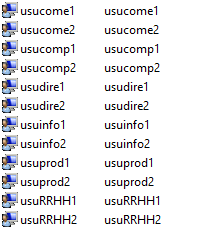 usucome1 usucome1
usucome2 usucome2
usucomp1 usucomp1
usucomp2 usucomp2
usudire1 usudire1
usudire2 usudire2
usuinfo1 usuinfo1
usuinfo2 usuinfo2
usuprod1 usuprod1
usuprod2 usuprod2
usuRRHH1 usuRRHH1
usuRRHH2 usuRRHH2